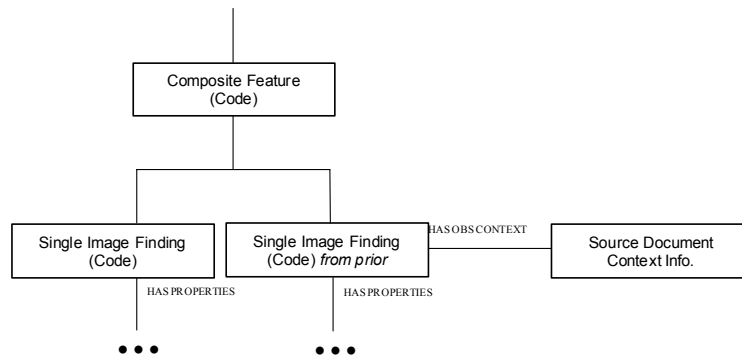 Composite Feature
(Code)
Single Image Finding
(Code)
Single Image Finding
(Code) from prior
HAS OBS CONTEXT
Source Document
Context Info.
HAS PROPERTIES
HAS PROPERTIES